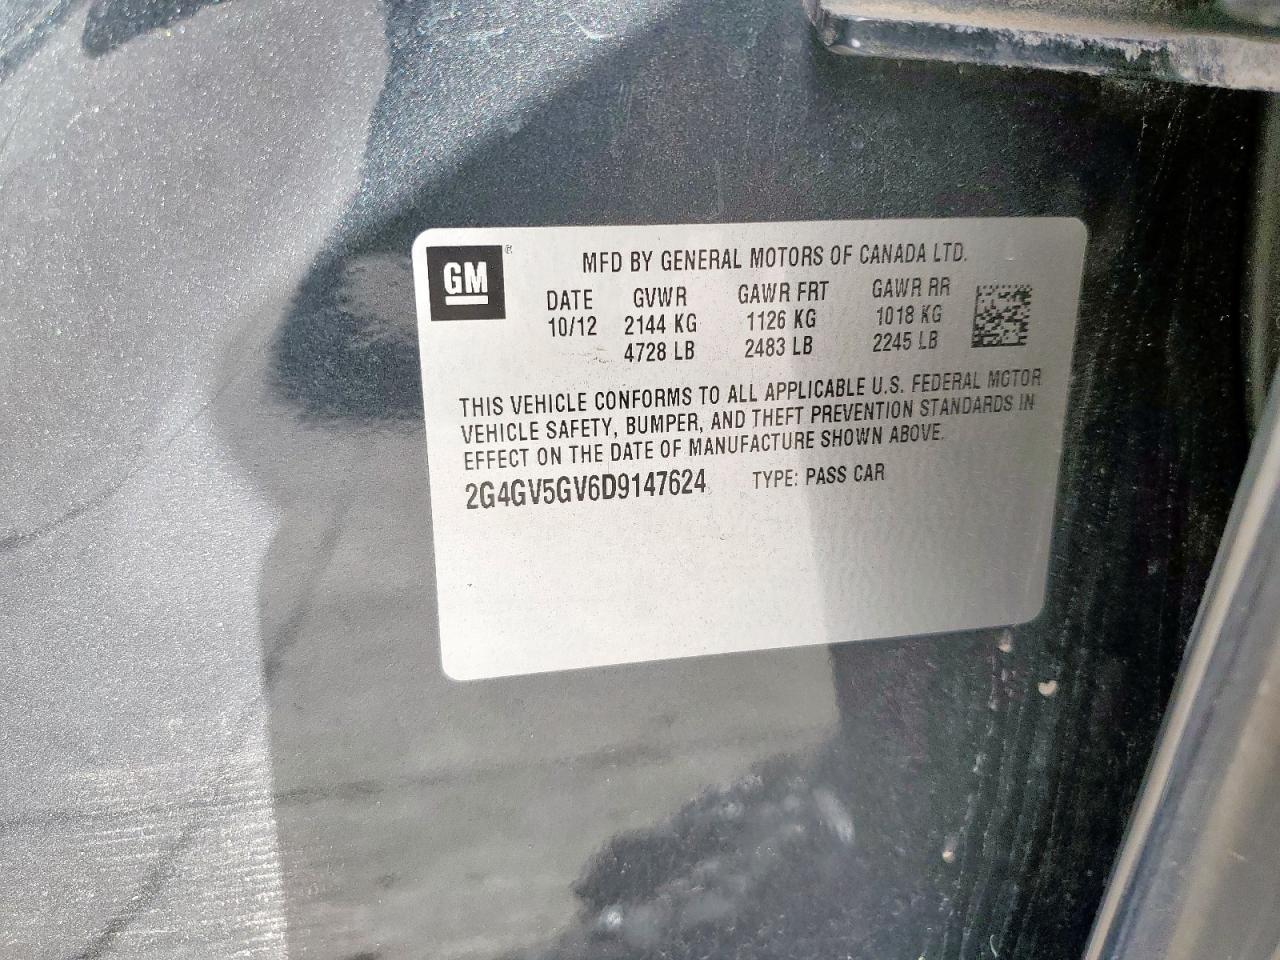 GM ®
MFD BY GENERAL MOTORS OF CANADA LTD.
DATE GVWR GAWR FRT GAWR RR
10/12 2144 KG 1126 KG 1018 KG
4728 LB 2483 LB 2245 LB
THIS VEHICLE CONFORMS TO ALL APPLICABLE U.S. FEDERAL MOTOR
VEHICLE SAFETY, BUMPER, AND THEFT PREVENTION STANDARDS IN
EFFECT ON THE DATE OF MANUFACTURE SHOWN ABOVE.
2G4GV5GV6D9147624 TYPE: PASS CAR